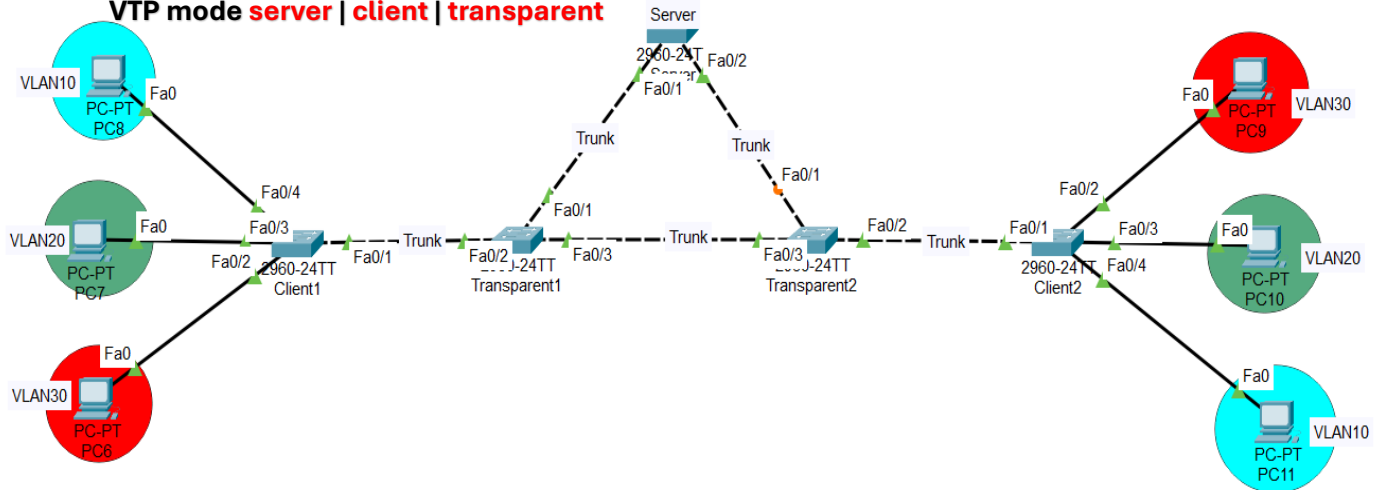 VTP mode server | client | transparent
Server
2960-24T
Server
Fa0/1
Fa0/2
Trunk
Trunk
Fa0/1
Fa0/1
VLAN10
Fa0
PC-PT
PC8
Fa0/4
VLAN20
Fa0
PC-PT
PC7
Fa0/3
Fa0/2
2960-24TT
Client1
Fa0/1
Trunk
Fa0/2
Transparent1
Fa0/3
Trunk
Fa0/3
Transparent2
Fa0/2
Trunk
Fa0/1
2960-24TT
Client2
Fa0/2
Fa0/3
Fa0/4
Fa0
PC-PT
PC9
VLAN30
Fa0
PC-PT
PC10
VLAN20
VLAN30
Fa0
PC-PT
PC6
Fa0
PC-PT
PC11
VLAN10